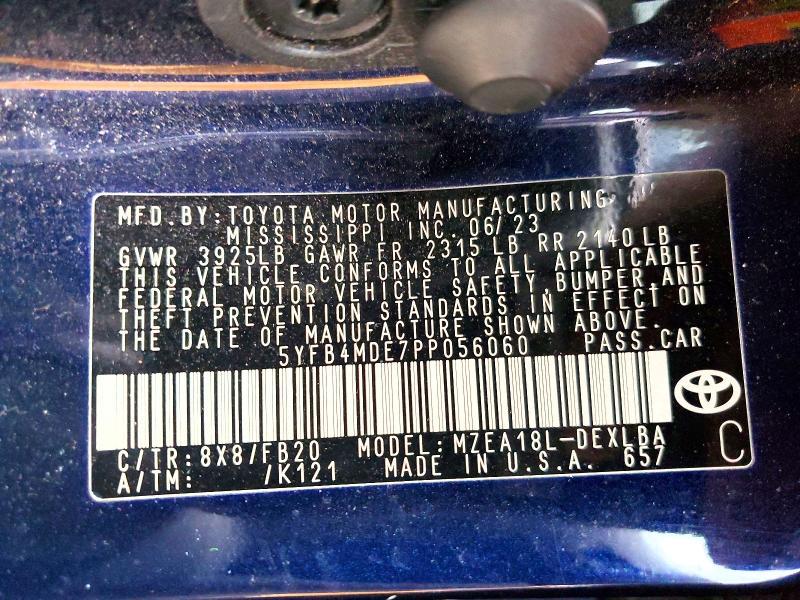 MFD.BY:TOYOTA MOTOR MANUFACTURING
MISSISSIPPI INC. 06/23
GVWR 3925LB GAWR FR 2315 LB RR 2140 LB
THIS VEHICLE CONFORMS TO ALL APPLICABLE
FEDERAL MOTOR VEHICLE SAFETY,BUMPER,AND
THEFT PREVENTION STANDARDS IN EFFECT ON
THE DATE OF MANUFACTURE SHOWN ABOVE.
5YFB4MDE7PP056060 PASS.CAR
C/TR: 8X8/FB20 MODEL:MZEA18L-DEXLBA
A/TM: /K121 MADE IN U.S.A. 657
C